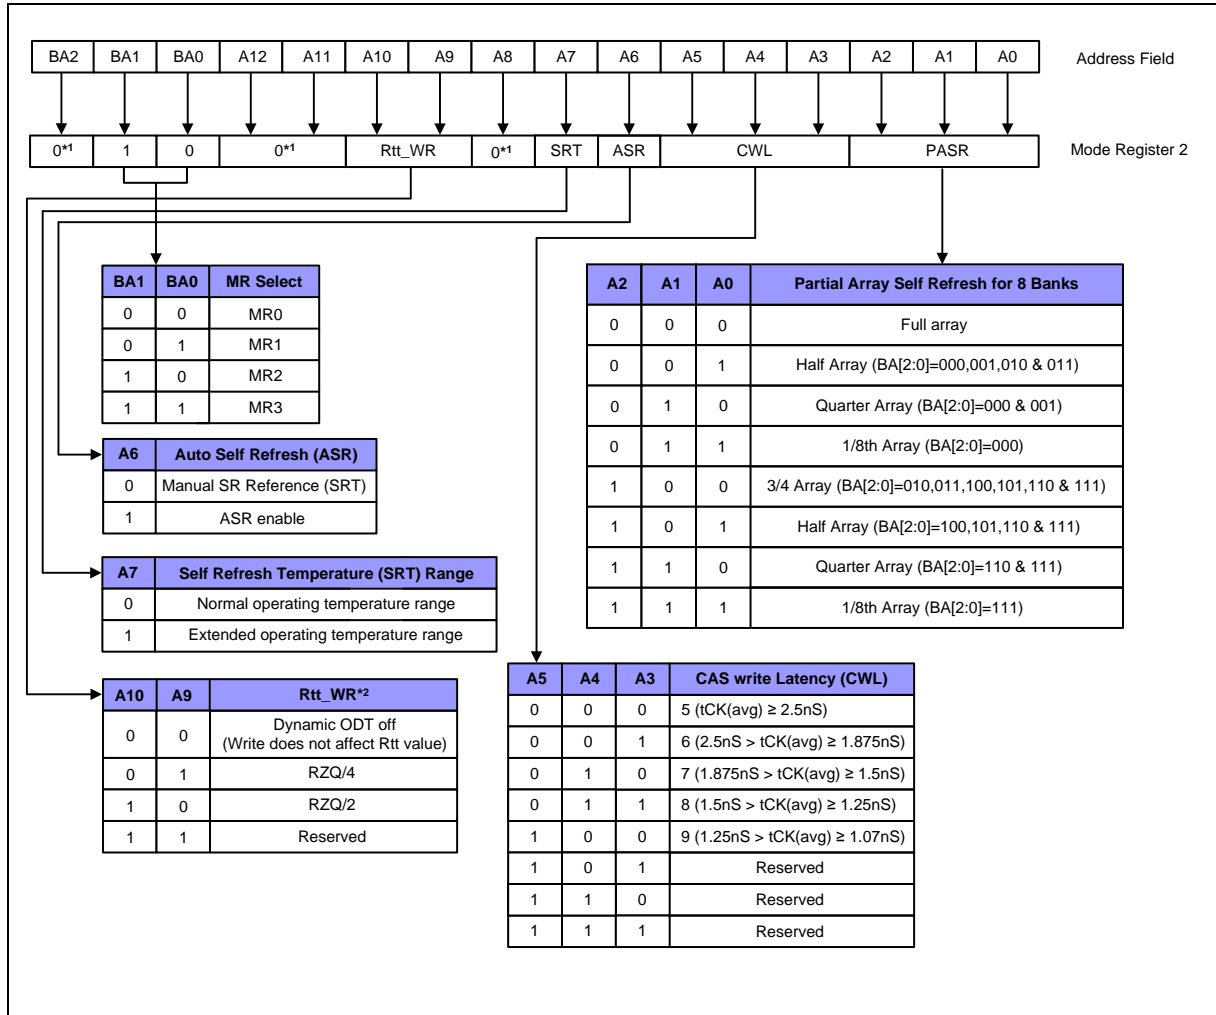 BA2 BA1 BA0 A12 A11 A10 A9 A8 A7 A6 A5 A4 A3 A2 A1 A0 Address Field
0*1 1 0 0*1 Rtt_WR 0*1 SRT ASR CWL PASR Mode Register 2
BA1 BA0 MR Select
0 0 MR0
0 1 MR1
1 0 MR2
1 1 MR3
A6 Auto Self Refresh (ASR)
0 Manual SR Reference (SRT)
1 ASR enable
A7 Self Refresh Temperature (SRT) Range
0 Normal operating temperature range
1 Extended operating temperature range
A10 A9 Rtt_WR*2
0 0 Dynamic ODT off
(Write does not affect Rtt value)
0 1 RZQ/4
1 0 RZQ/2
1 1 Reserved
A2 A1 A0 Partial Array Self Refresh for 8 Banks
0 0 0 Full array
0 0 1 Half Array (BA[2:0]=000,001,010 & 011)
0 1 0 Quarter Array (BA[2:0]=000 & 001)
0 1 1 1/8th Array (BA[2:0]=000)
1 0 0 3/4 Array (BA[2:0]=010,011,100,101,110 & 111)
1 0 1 Half Array (BA[2:0]=100,101,110 & 111)
1 1 0 Quarter Array (BA[2:0]=110 & 111)
1 1 1 1/8th Array (BA[2:0]=111)
A5 A4 A3 CAS write Latency (CWL)
0 0 0 5 (tCK(avg) ≥ 2.5nS)
0 0 1 6 (2.5nS > tCK(avg) ≥ 1.875nS)
0 1 0 7 (1.875nS > tCK(avg) ≥ 1.5nS)
0 1 1 8 (1.5nS > tCK(avg) ≥ 1.25nS)
1 0 0 9 (1.25nS > tCK(avg) ≥ 1.07nS)
1 0 1 Reserved
1 1 0 Reserved
1 1 1 Reserved